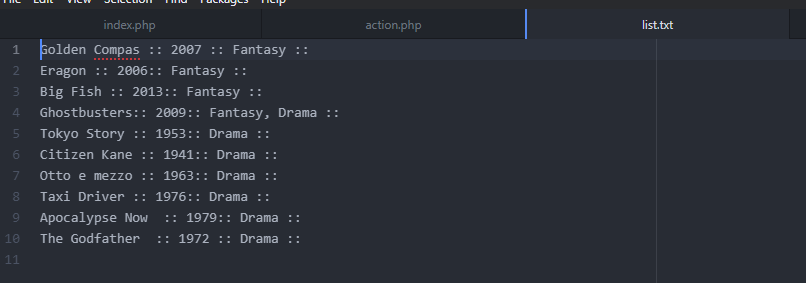 File Edit View Selection Find Packages Help
index.php action.php list.txt
1 Golden Compas :: 2007 :: Fantasy ::
2 Eragon :: 2006:: Fantasy ::
3 Big Fish :: 2013:: Fantasy ::
4 Ghostbusters:: 2009:: Fantasy, Drama ::
5 Tokyo Story :: 1953:: Drama ::
6 Citizen Kane :: 1941:: Drama ::
7 Otto e mezzo :: 1963:: Drama ::
8 Taxi Driver :: 1976:: Drama ::
9 Apocalypse Now  :: 1979:: Drama ::
10 The Godfather  :: 1972 :: Drama ::
11